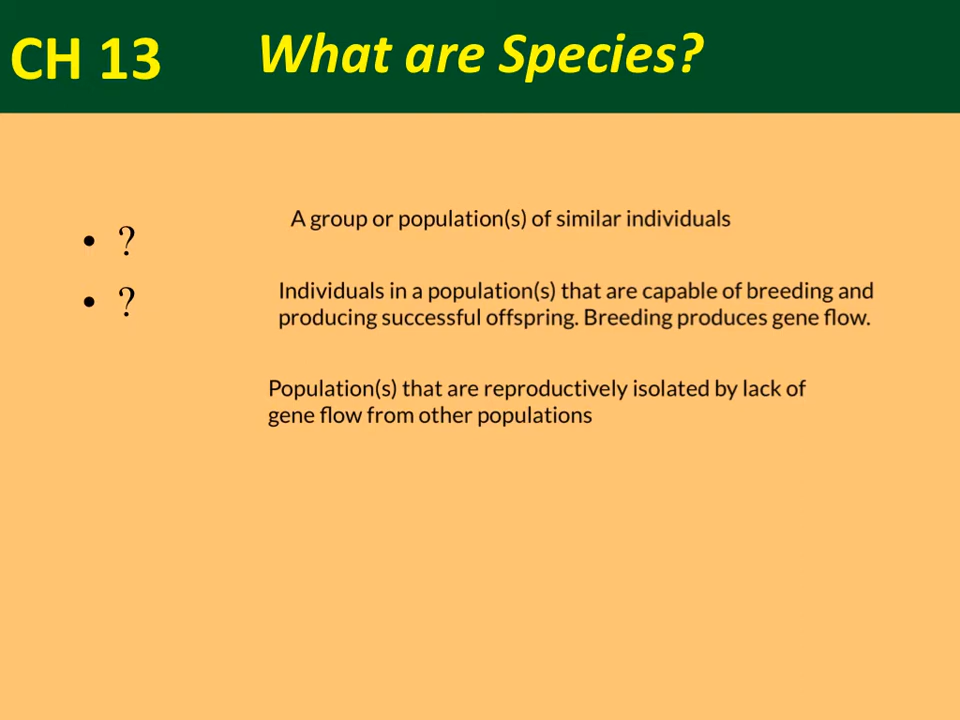 CH 13
What are Species?
• ?
• ?
A group or population(s) of similar individuals
Individuals in a population(s) that are capable of breeding and
producing successful offspring. Breeding produces gene flow.
Population(s) that are reproductively isolated by lack of
gene flow from other populations